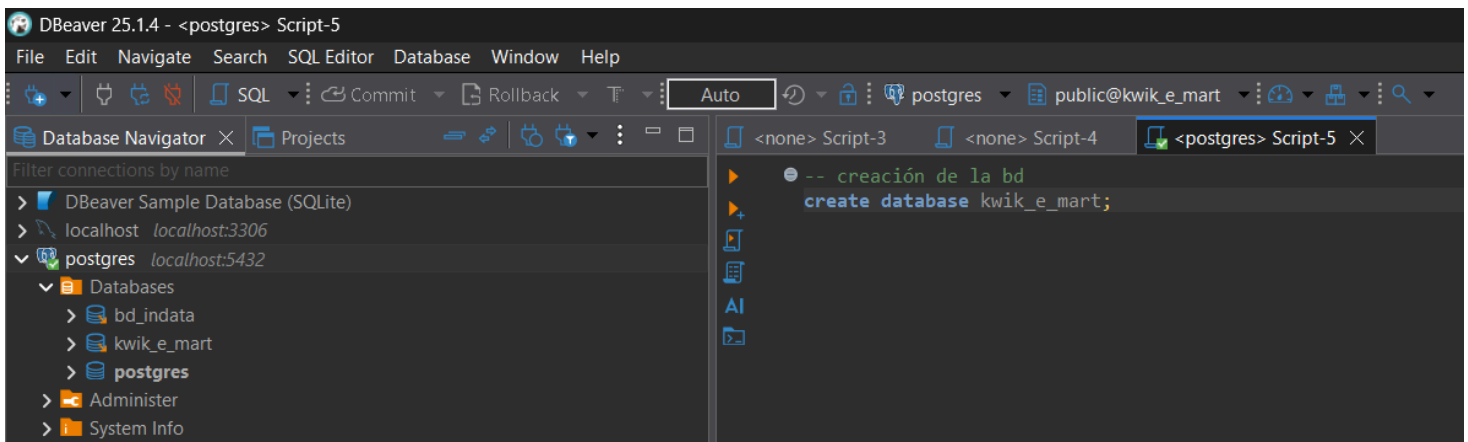 DBeaver 25.1.4 - <postgres> Script-5
File Edit Navigate Search SQL Editor Database Window Help
SQL Commit Rollback T Auto postgres public@kwik_e_mart
Database Navigator Projects
<none> Script-3 <none> Script-4 <postgres> Script-5
Filter connections by name
DBeaver Sample Database (SQLite)
localhost localhost:3306
postgres localhost:5432
Databases
bd_indata
kwik_e_mart
postgres
Administer
System Info
-- creación de la bd
create database kwik_e_mart;
AI